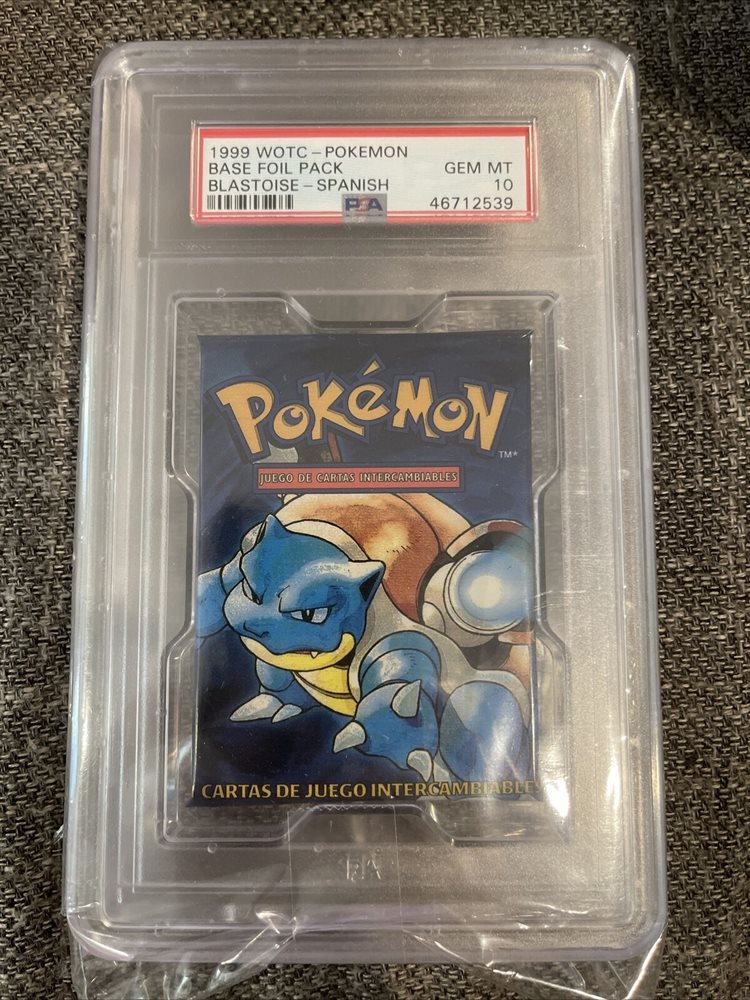 1999 WOTC – POKEMON
BASE FOIL PACK GEM MT
BLASTOISE – SPANISH 10
PSA 46712539
POKéMON
TM*
JUEGO DE CARTAS INTERCAMBIABLES
CARTAS DE JUEGO INTERCAMBIABLES